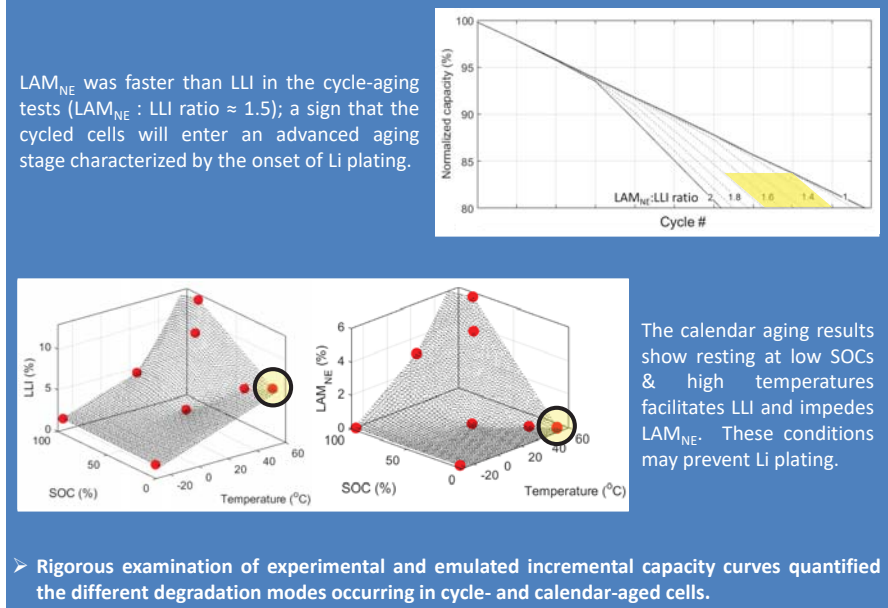 LAMNE was faster than LLI in the cycle-aging
tests (LAMNE : LLI ratio ≈ 1.5); a sign that the
cycled cells will enter an advanced aging
stage characterized by the onset of Li plating.
100
95
90
85
80
Normalized capacity (%)
LAMNE:LLI ratio 2 1.8 1.6 1.4 1
Cycle #
10
5
0
LLI (%)
100
50
0
SOC (%)
-20
0
20
40
60
Temperature (oC)
6
4
2
0
LAMNE (%)
100
50
0
SOC (%)
-20
0
20
40
60
Temperature (oC)
The calendar aging results
show resting at low SOCs
& high temperatures
facilitates LLI and impedes
LAMNE. These conditions
may prevent Li plating.
➢ Rigorous examination of experimental and emulated incremental capacity curves quantified
the different degradation modes occurring in cycle- and calendar-aged cells.